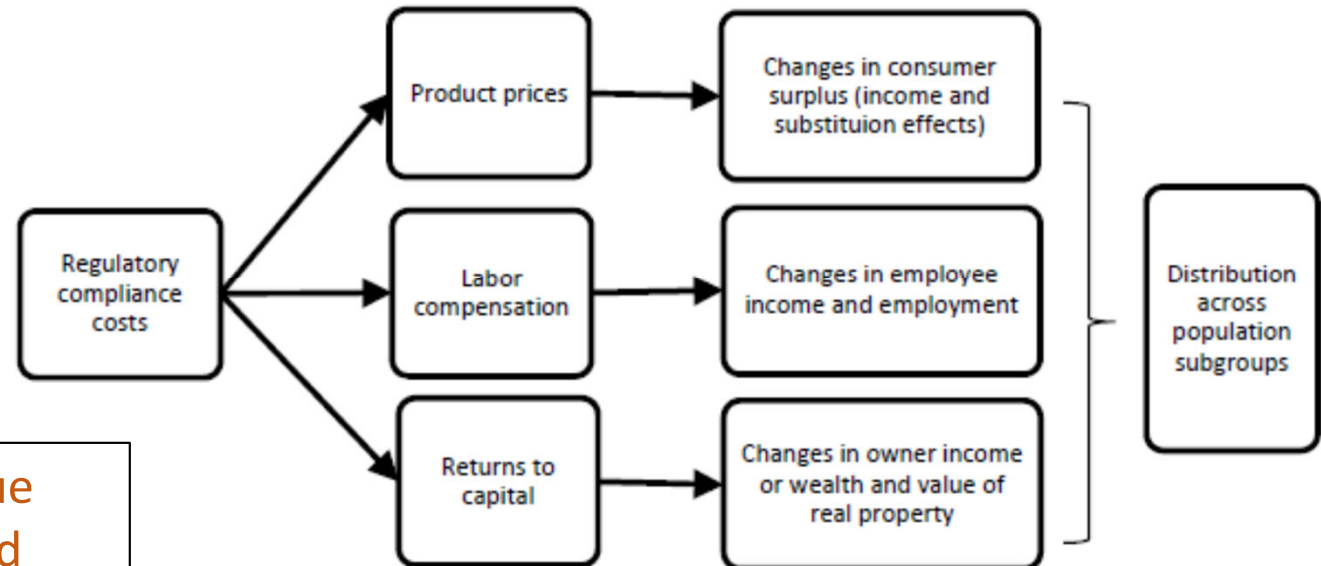 Product prices
Changes in consumer
surplus (income and
substituion effects)
Regulatory
compliance
costs
Labor
compensation
Changes in employee
income and employment
Distribution
across
population
subgroups
Returns to
capital
Changes in owner income
or wealth and value of
real property